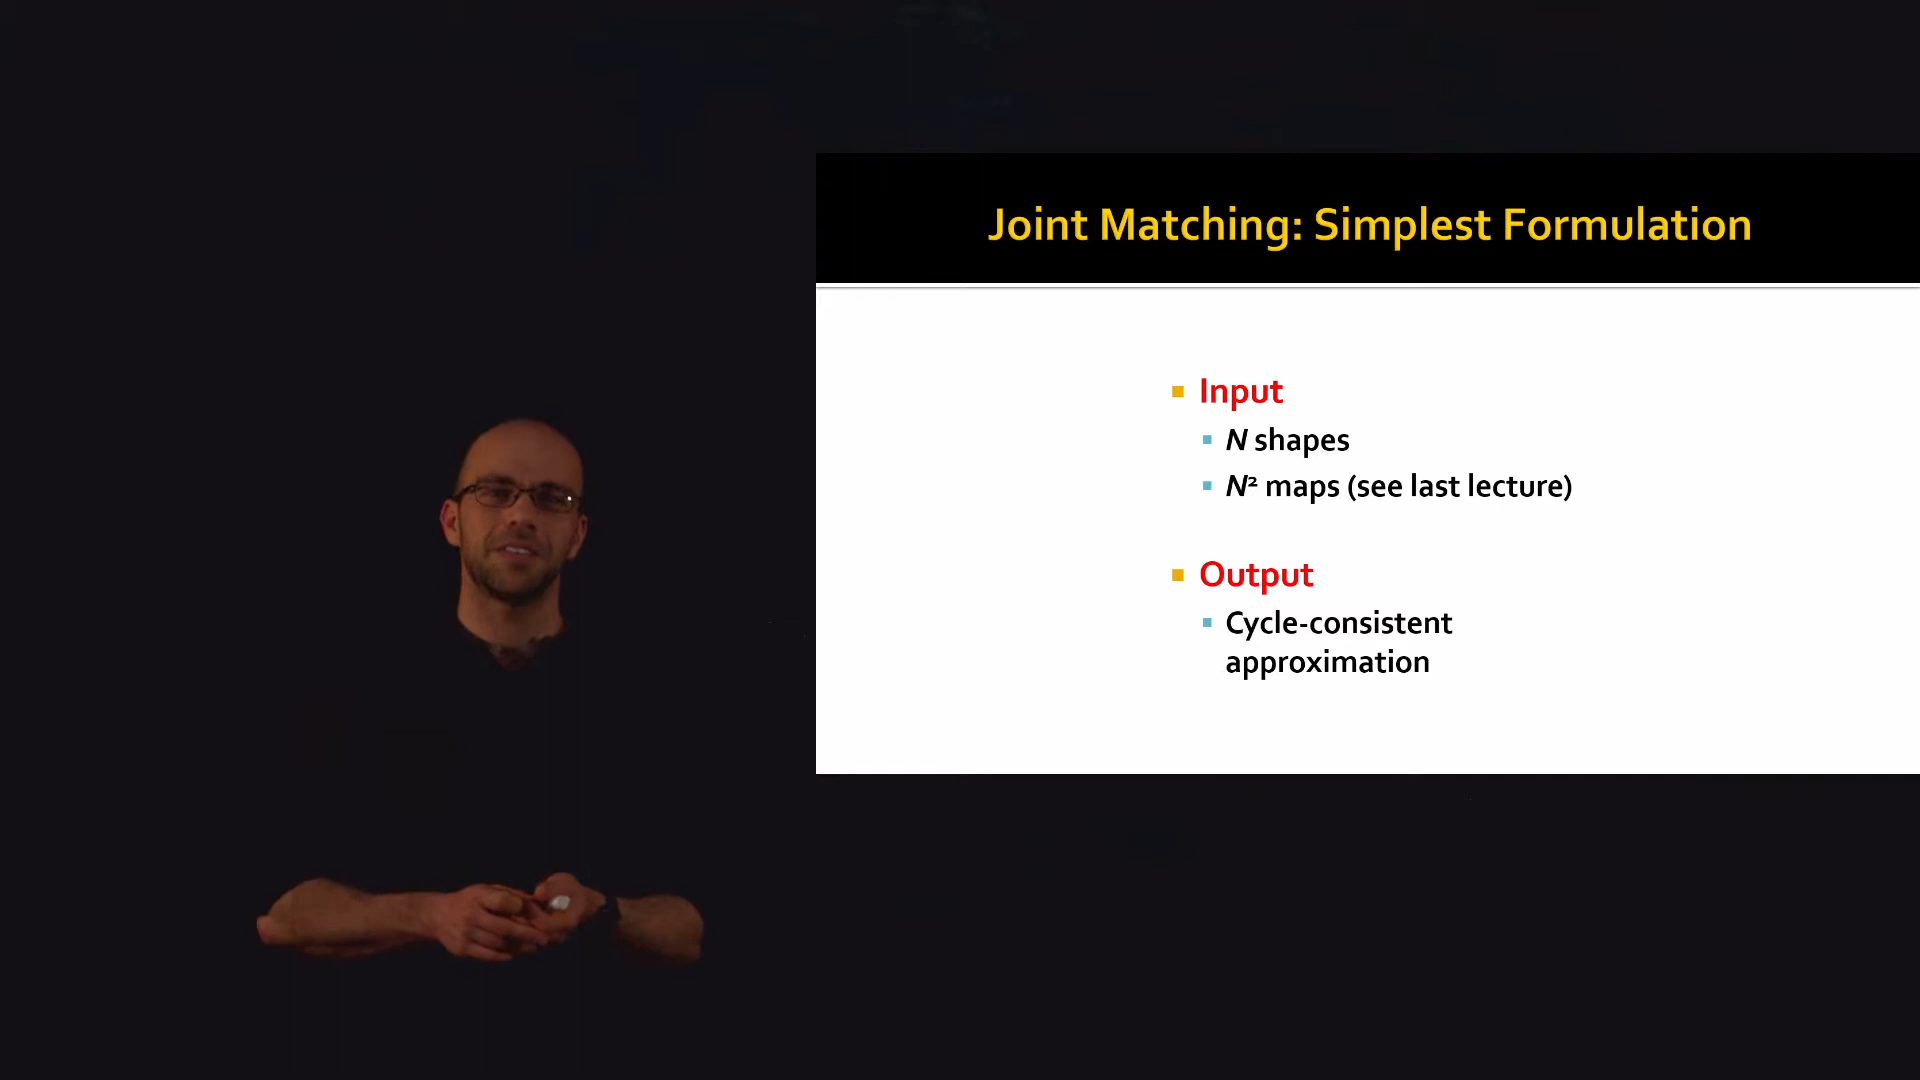 Joint Matching: Simplest Formulation
Input
N shapes
N² maps (see last lecture)
Output
Cycle-consistent
approximation